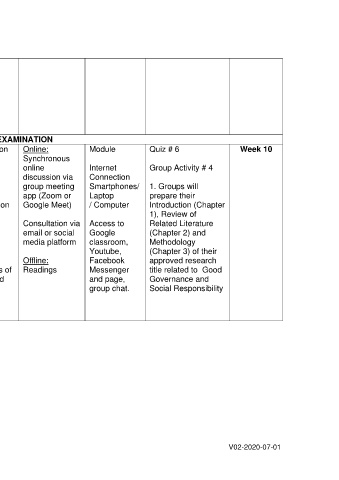 EXAMINATION
on
on
s of
d
Online:
Synchronous
online
discussion via
group meeting
app (Zoom or
Google Meet)
Consultation via
email or social
media platform
Offline:
Readings
Module
Internet
Connection
Smartphones/
Laptop
/ Computer
Access to
Google
classroom,
Youtube,
Facebook
Messenger
and page,
group chat.
Quiz # 6
Group Activity # 4
1. Groups will
prepare their
Introduction (Chapter
1), Review of
Related Literature
(Chapter 2) and
Methodology
(Chapter 3) of their
approved research
title related to Good
Governance and
Social Responsibility
Week 10
V02-2020-07-01